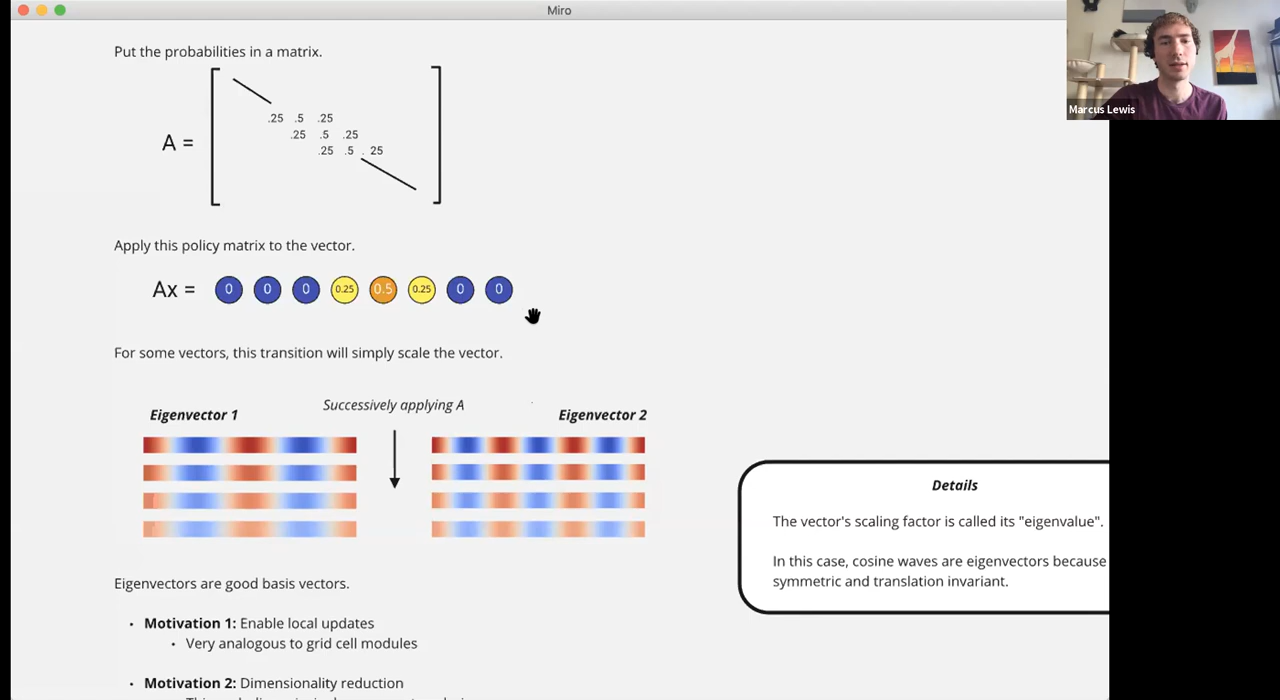 Miro
Marcus Lewis
Put the probabilities in a matrix.
A =
.25 .5 .25
.25 .5 .25
.25 .5 .25
Apply this policy matrix to the vector.
Ax = 0 0 0 0.25 0.5 0.25 0 0
For some vectors, this transition will simply scale the vector.
Eigenvector 1
Successively applying A
Eigenvector 2
Details
The vector's scaling factor is called its "eigenvalue".
In this case, cosine waves are eigenvectors because
symmetric and translation invariant.
Eigenvectors are good basis vectors.
• Motivation 1: Enable local updates
• Very analogous to grid cell modules
• Motivation 2: Dimensionality reduction